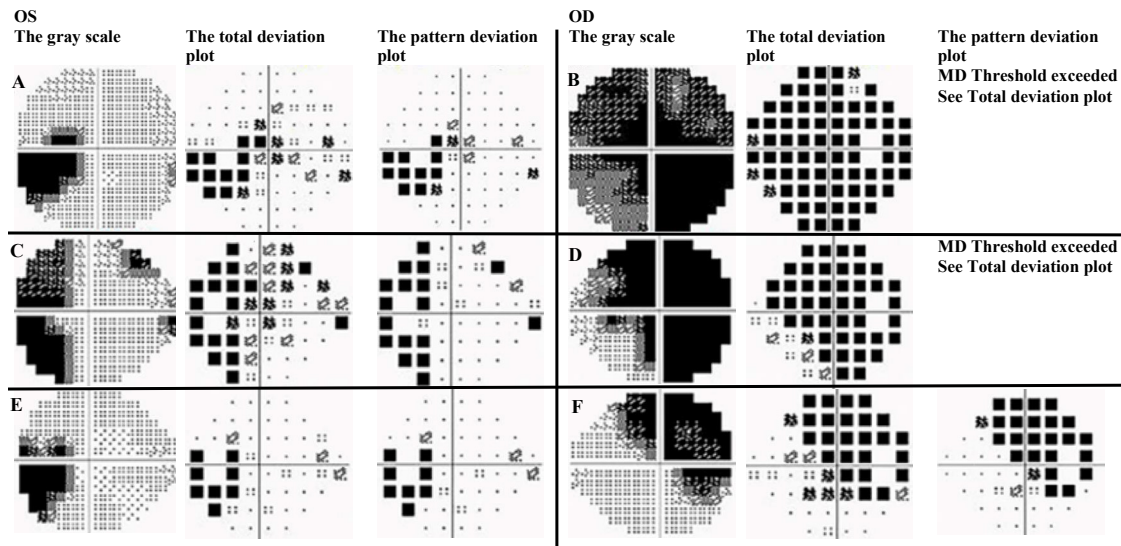 OS
The gray scale
The total deviation
plot
The pattern deviation
plot
OD
The gray scale
The total deviation
plot
The pattern deviation
plot
A
B
MD Threshold exceeded
See Total deviation plot
C
D
MD Threshold exceeded
See Total deviation plot
E
F